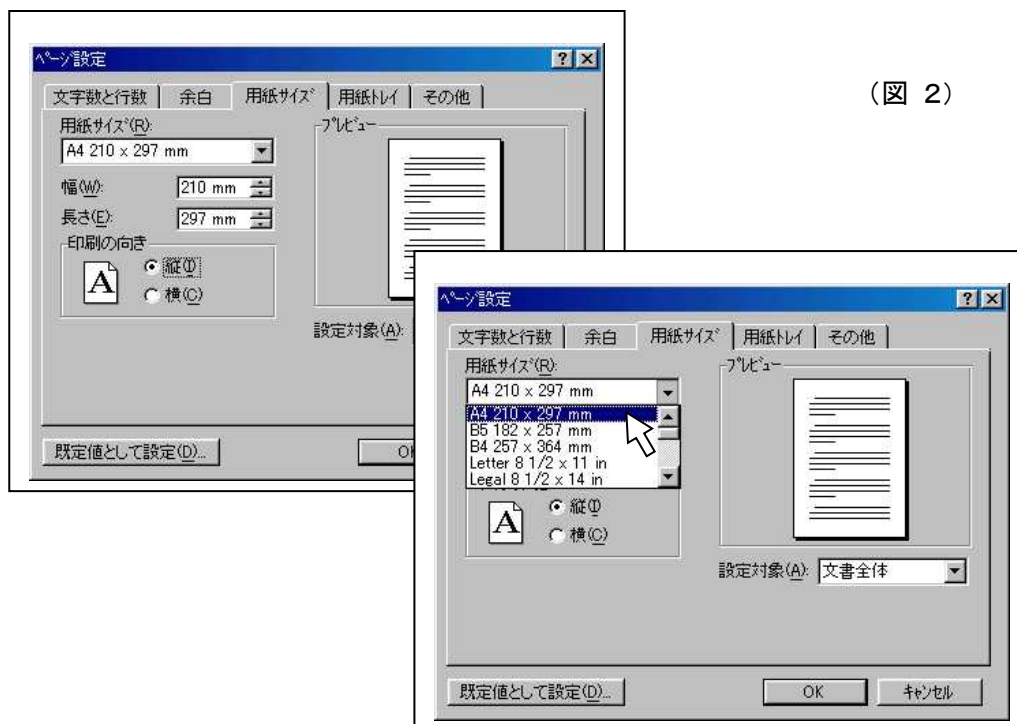 (図 2)
ページ設定
文字数と行数 余白 用紙サイズ 用紙トレイ その他
用紙サイズ(R):
A4 210 x 297 mm
幅(W): 210 mm
長さ(E): 297 mm
印刷の向き
A
縦(I)
横(C)
プレビュー
設定対象(A):
既定値として設定(D)...
ページ設定
文字数と行数 余白 用紙サイズ 用紙トレイ その他
用紙サイズ(R):
A4 210 x 297 mm
A4 210 x 297 mm
B5 182 x 257 mm
B4 257 x 364 mm
Letter 8 1/2 x 11 in
Legal 8 1/2 x 14 in
A
縦(I)
横(C)
プレビュー
設定対象(A): 文書全体
既定値として設定(D)...
OK キャンセル